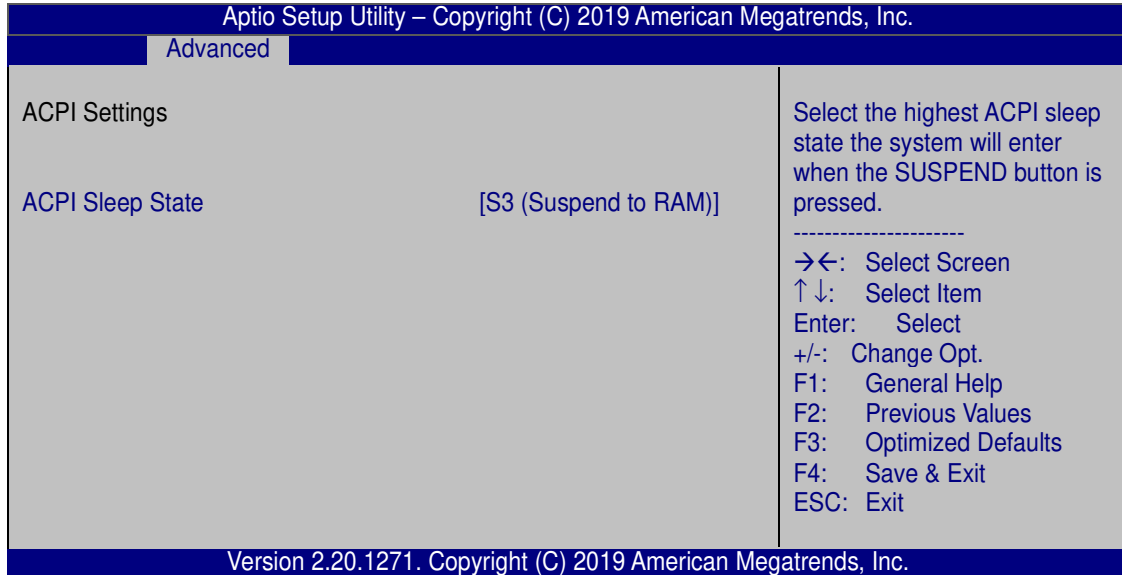 Aptio Setup Utility – Copyright (C) 2019 American Megatrends, Inc.
Advanced
ACPI Settings
ACPI Sleep State [S3 (Suspend to RAM)]
Select the highest ACPI sleep
state the system will enter
when the SUSPEND button is
pressed.
----------------------
→←: Select Screen
↑↓: Select Item
Enter: Select
+/-: Change Opt.
F1: General Help
F2: Previous Values
F3: Optimized Defaults
F4: Save & Exit
ESC: Exit
Version 2.20.1271. Copyright (C) 2019 American Megatrends, Inc.